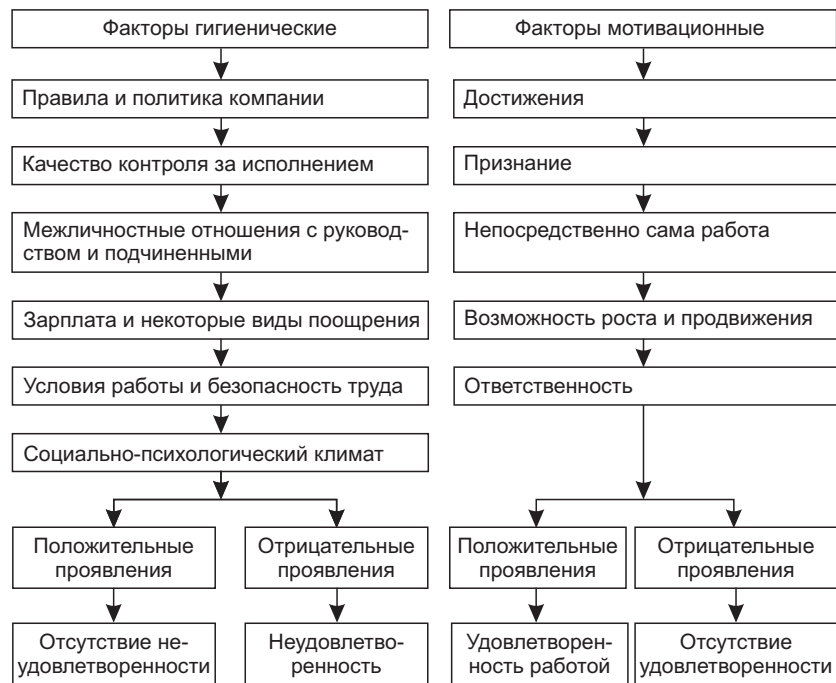 Факторы гигиенические
Правила и политика компании
Качество контроля за исполнением
Межличностные отношения с руковод-
ством и подчиненными
Зарплата и некоторые виды поощрения
Условия работы и безопасность труда
Социально-психологический климат
Положительные
проявления
Отрицательные
проявления
Отсутствие не-
удовлетворенности
Неудовлетво-
ренность
Факторы мотивационные
Достижения
Признание
Непосредственно сама работа
Возможность роста и продвижения
Ответственность
Положительные
проявления
Отрицательные
проявления
Удовлетворен-
ность работой
Отсутствие
удовлетворенности